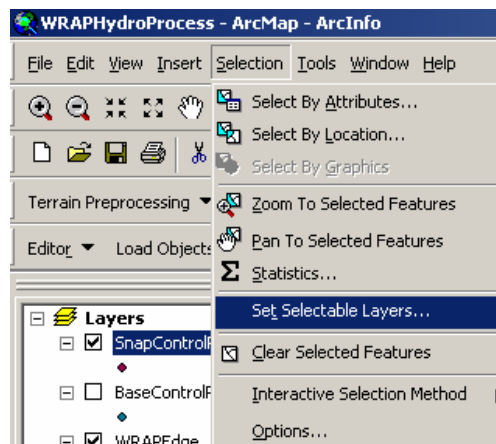 WRAPHydroProcess - ArcMap - ArcInfo
File Edit View Insert Selection Tools Window Help
Select By Attributes...
Select By Location...
Select By Graphics
Terrain Preprocessing
Zoom To Selected Features
Pan To Selected Features
Editor Load Objects
Statistics...
Layers
Set Selectable Layers...
SnapControlP
Clear Selected Features
BaseControlP
Interactive Selection Method
WRAPEdge
Options...